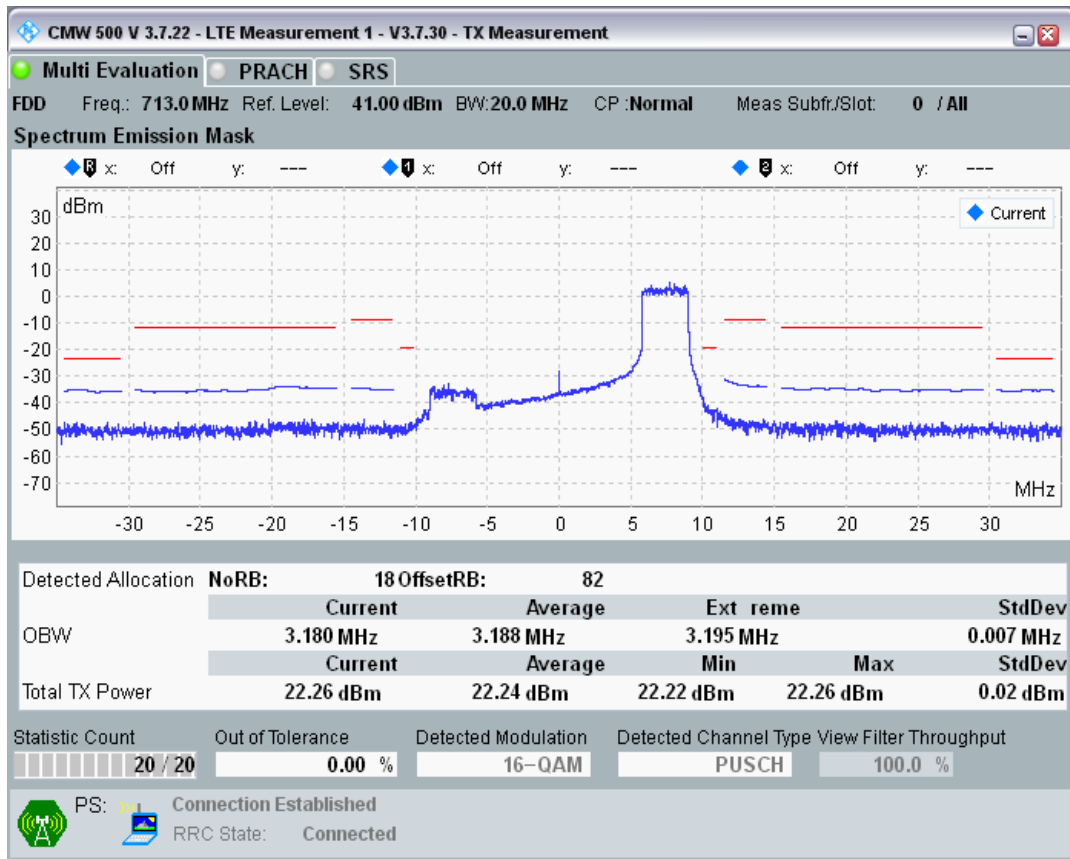 CMW 500 V 3.7.22 - LTE Measurement 1 - V3.7.30 - TX Measurement
Multi Evaluation PRACH SRS
FDD Freq.: 713.0 MHz Ref. Level: 41.00 dBm BW:20.0 MHz CP :Normal Meas Subfr./Slot: 0 / All
Spectrum Emission Mask
R x: Off y: --- 1 x: Off y: --- 2 x: Off y: ---
dBm
Current
30
20
10
0
-10
-20
-30
-40
-50
-60
-70
MHz
-30 -25 -20 -15 -10 -5 0 5 10 15 20 25 30
Detected Allocation NoRB: 18 OffsetRB: 82
Current Average Ext reme StdDev
OBW 3.180 MHz 3.188 MHz 3.195 MHz 0.007 MHz
Current Average Min Max StdDev
Total TX Power 22.26 dBm 22.24 dBm 22.22 dBm 22.26 dBm 0.02 dBm
Statistic Count Out of Tolerance Detected Modulation Detected Channel Type View Filter Throughput
20 / 20 0.00 % 16-QAM PUSCH 100.0 %
PS: Connection Established
RRC State: Connected